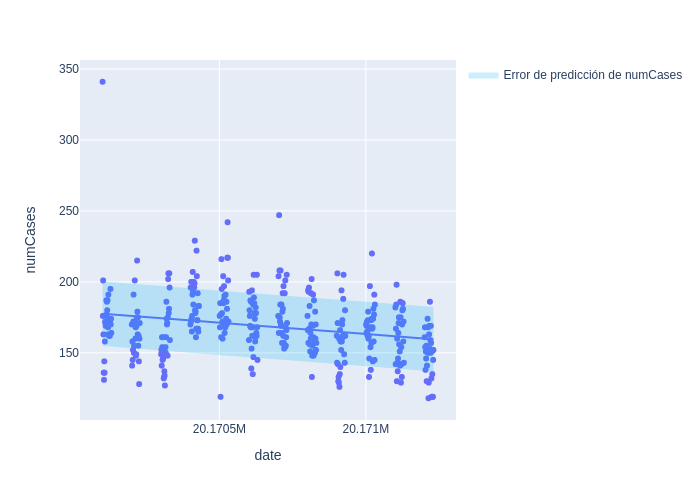 350
300
250
200
150
numCases
20.1705M
20.171M
date
Error de predicción de numCases